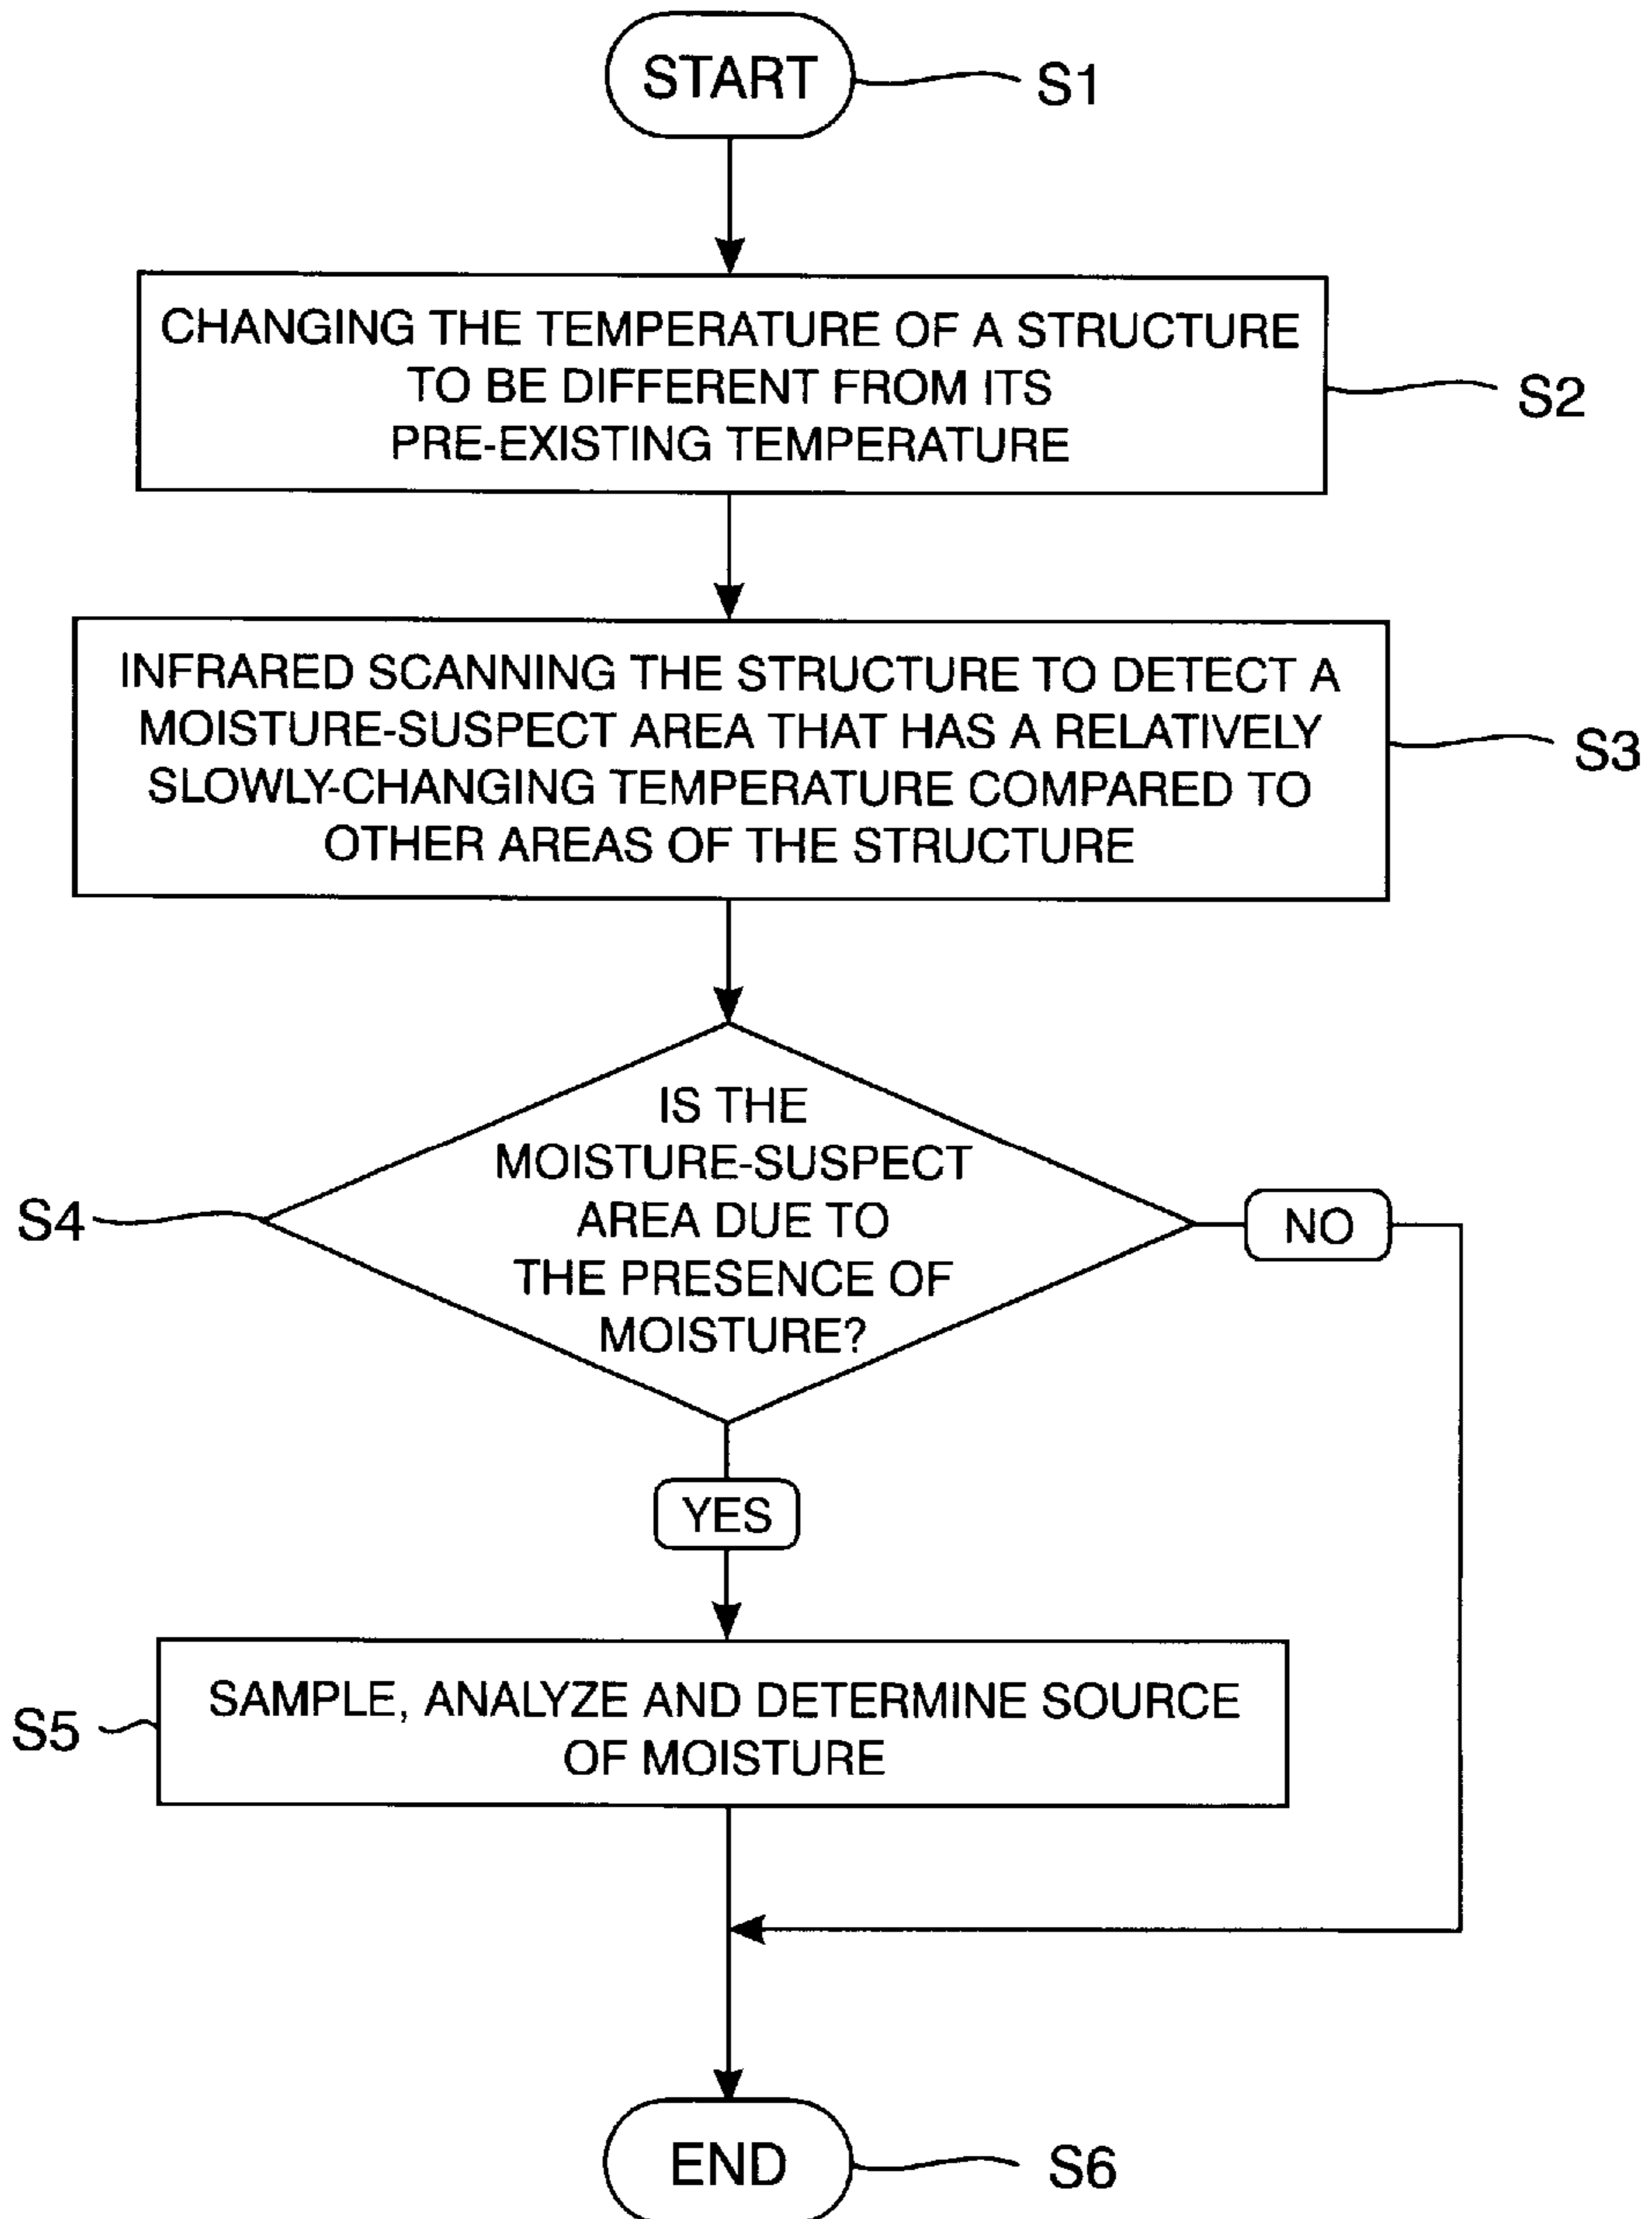 START
S1
CHANGING THE TEMPERATURE OF A STRUCTURE
TO BE DIFFERENT FROM ITS
PRE-EXISTING TEMPERATURE
S2
INFRARED SCANNING THE STRUCTURE TO DETECT A
MOISTURE-SUSPECT AREA THAT HAS A RELATIVELY
SLOWLY-CHANGING TEMPERATURE COMPARED TO
OTHER AREAS OF THE STRUCTURE
S3
IS THE
MOISTURE-SUSPECT
AREA DUE TO
THE PRESENCE OF
MOISTURE?
S4
NO
YES
SAMPLE, ANALYZE AND DETERMINE SOURCE
OF MOISTURE
S5
END
S6